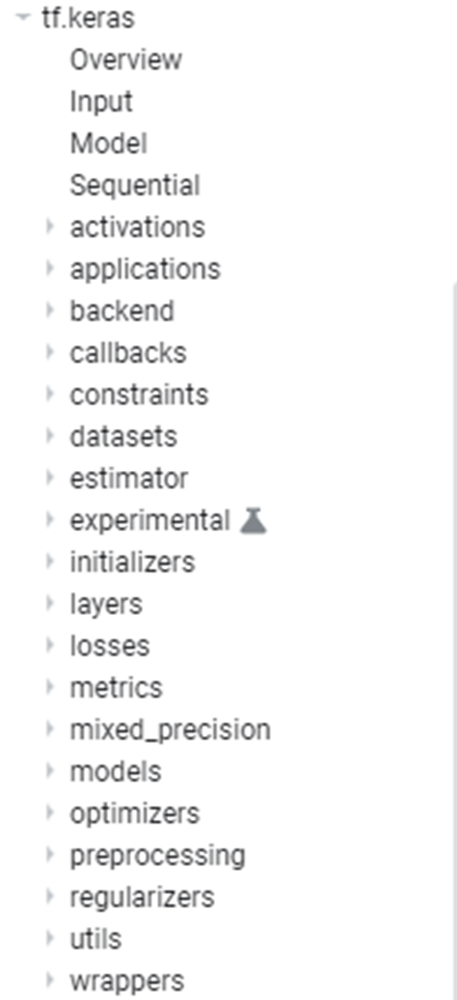 tf.keras
Overview
Input
Model
Sequential
activations
applications
backend
callbacks
constraints
datasets
estimator
experimental
initializers
layers
losses
metrics
mixed_precision
models
optimizers
preprocessing
regularizers
utils
wrappers